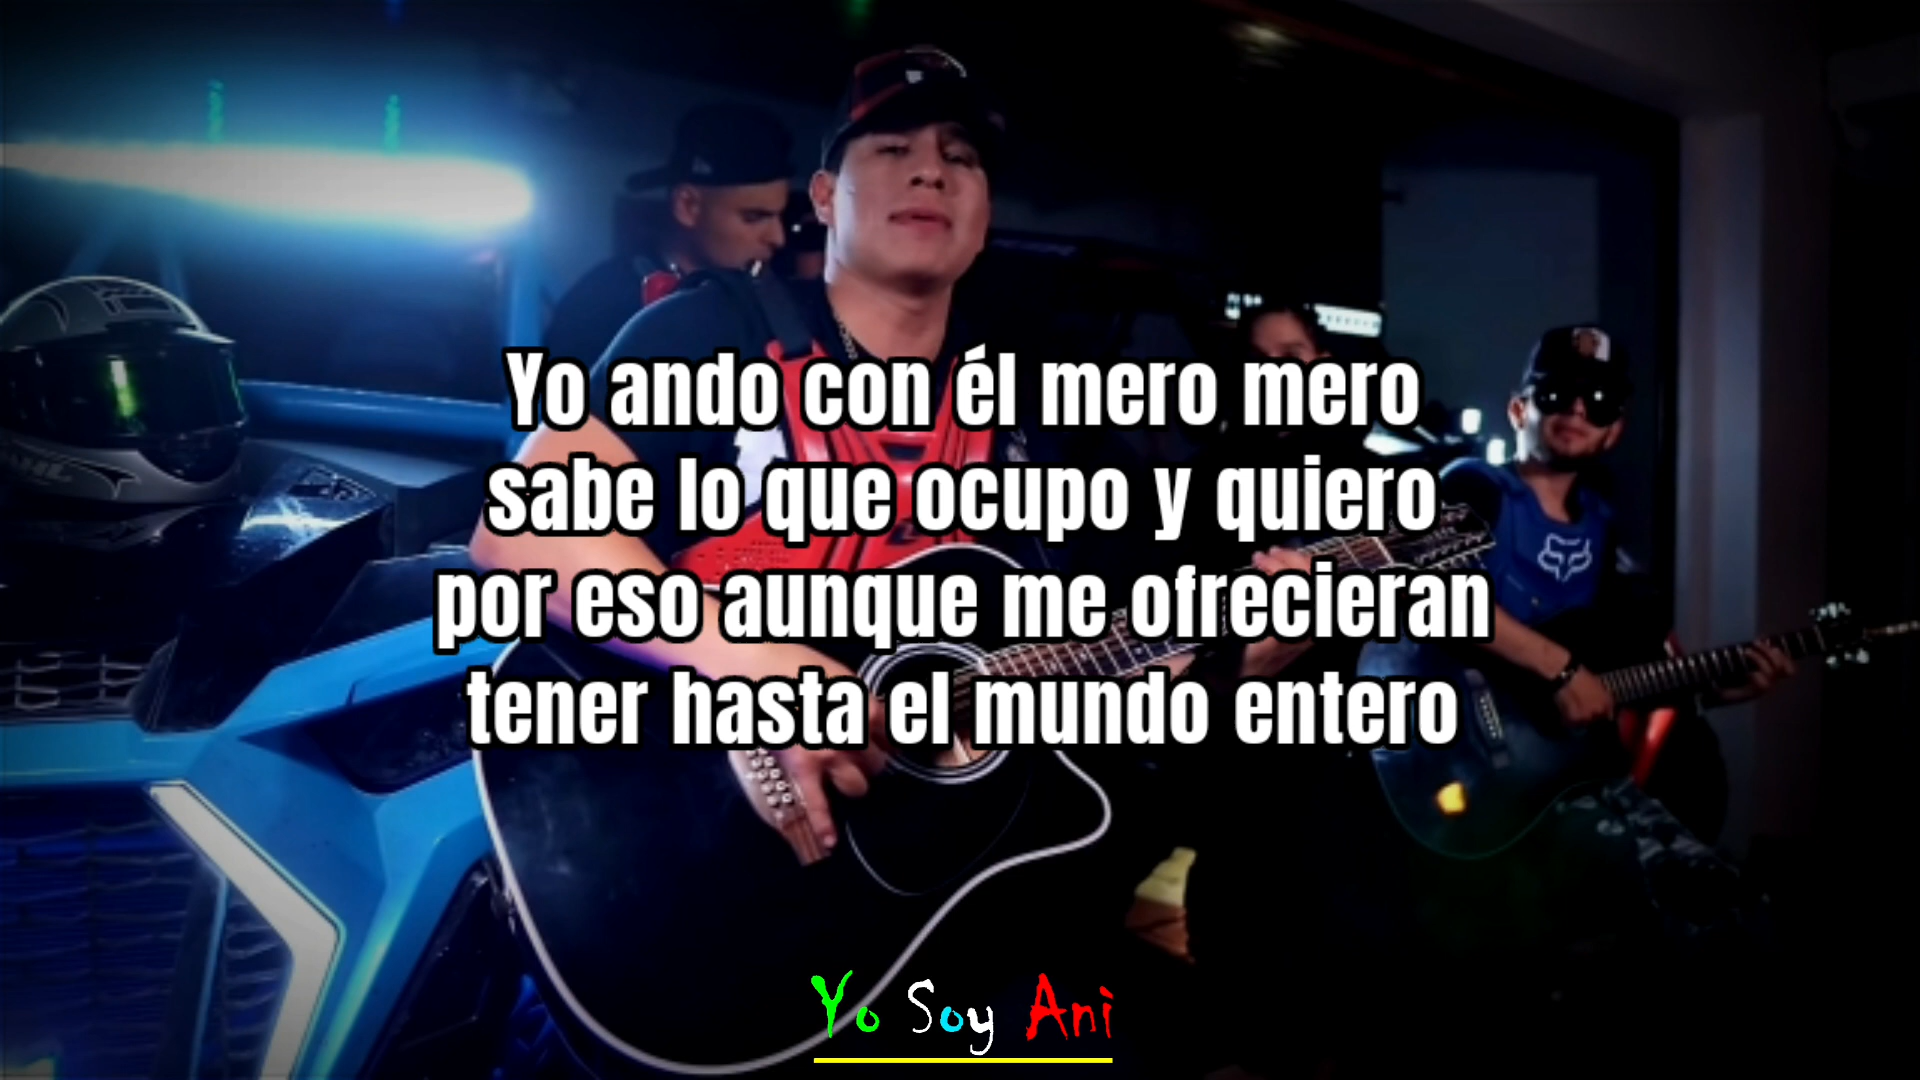 Yo ando con él mero mero
sabe lo que ocupo y quiero
por eso aunque me ofrecieran
tener hasta el mundo entero
Yo Soy Ani